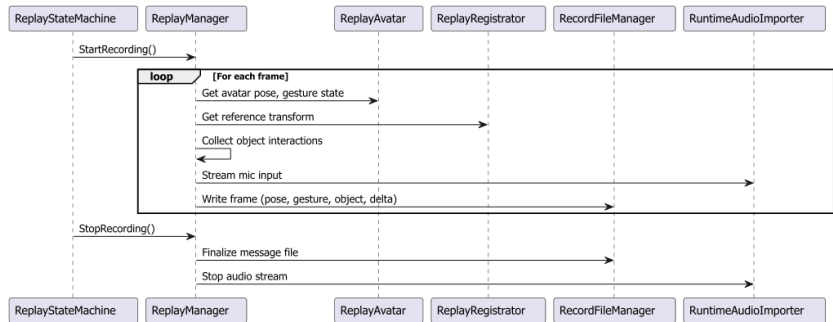 ReplayStateMachine ReplayManager ReplayAvatar ReplayRegistrator RecordFileManager RuntimeAudioImporter
StartRecording()
loop [For each frame]
Get avatar pose, gesture state
Get reference transform
Collect object interactions
Stream mic input
Write frame (pose, gesture, object, delta)
StopRecording()
Finalize message file
Stop audio stream
ReplayStateMachine ReplayManager ReplayAvatar ReplayRegistrator RecordFileManager RuntimeAudioImporter